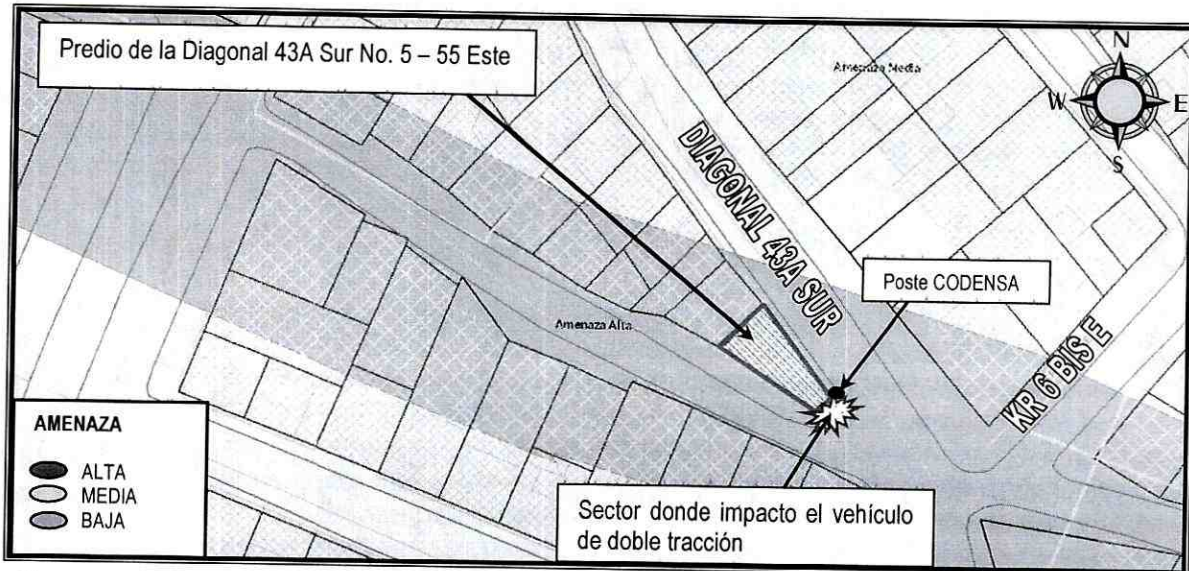 Predio de la Diagonal 43A Sur No. 5 – 55 Este
Amenaza Media
N
W
E
S
DIAGONAL 43A SUR
Poste CODENSA
Amenaza Alta
KR 6 BIS E
AMENAZA
ALTA
MEDIA
BAJA
Sector donde impacto el vehículo
de doble tracción